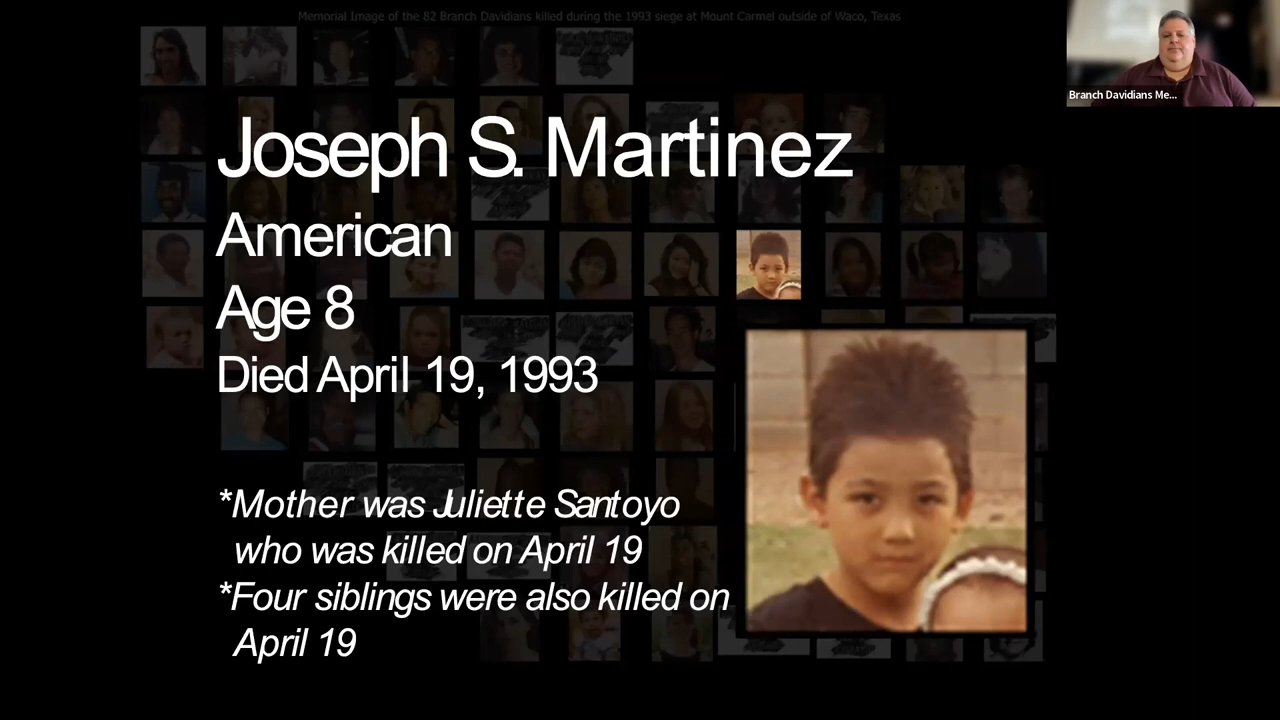 Memorial Image of the 82 Branch Davidians killed during the 1993 siege at Mount Carmel outside of Waco, Texas
Branch Davidians Me...
Joseph S. Martinez
American
Age 8
Died April 19, 1993
*Mother was Juliette Santoyo
who was killed on April 19
*Four siblings were also killed on
April 19